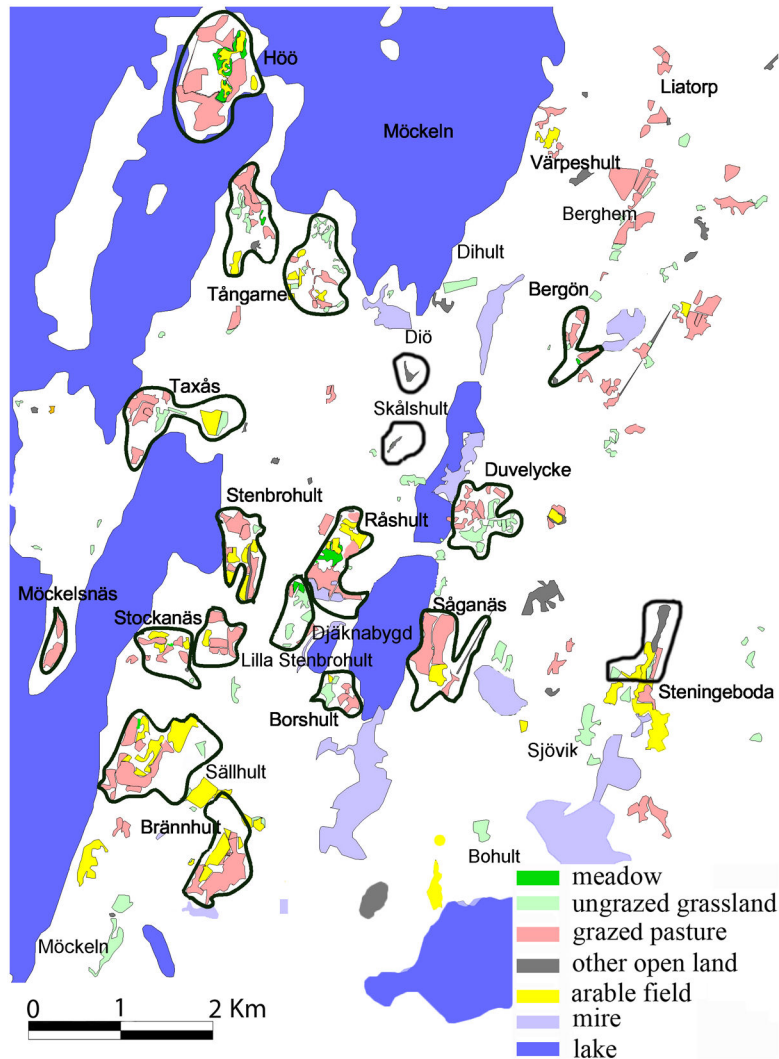 Höö
Liatorp
Möckeln
Värpeshult
Berghem
Dihult
Tångarne
Bergön
Diö
Taxås
Skålshult
Duvelycke
Stenbrohult
Råshult
Möckelsnäs
Stockanäs
Såganäs
Djäknabygd
Lilla Stenbrohult
Steningeboda
Borshult
Sjövik
Sällhult
Brännhult
Bohult
meadow
ungrazed grassland
grazed pasture
other open land
arable field
mire
lake
Möckeln
0 1 2 Km